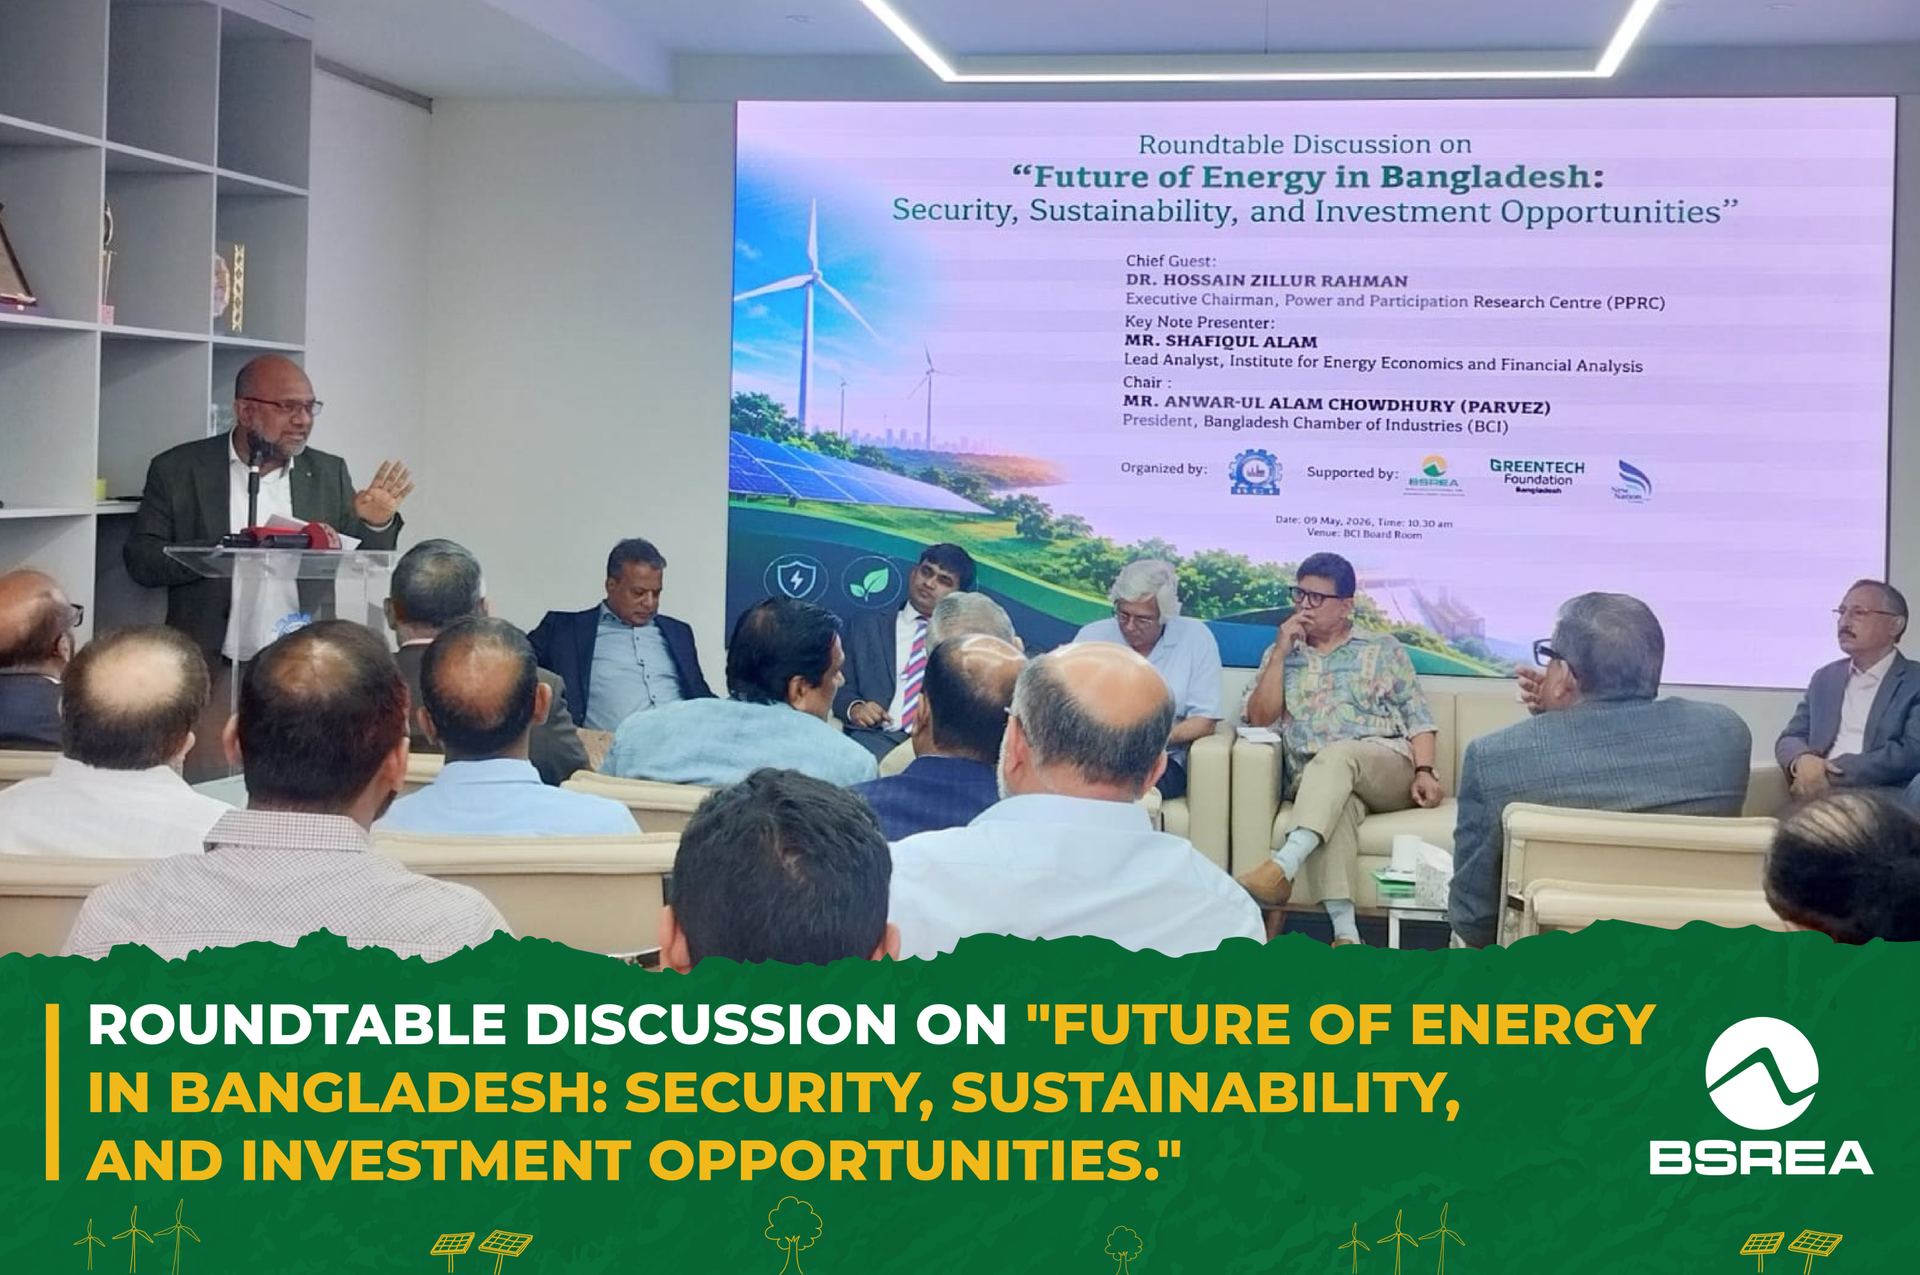 Roundtable Discussion on
“Future of Energy in Bangladesh:
Security, Sustainability, and Investment Opportunities”
Chief Guest:
DR. HOSSAIN ZILLUR RAHMAN
Executive Chairman, Power and Participation Research Centre (PPRC)
Key Note Presenter:
MR. SHAFIQUL ALAM
Lead Analyst, Institute for Energy Economics and Financial Analysis
Chair :
MR. ANWAR-UL ALAM CHOWDHURY (PARVEZ)
President, Bangladesh Chamber of Industries (BCI)
Organized by:
Supported by:
BSREA
GREENTECH
Foundation
Bangladesh
New
Nation
Date: 09 May, 2026, Time: 10.30 am
Venue: BCI Board Room
ROUNDTABLE DISCUSSION ON "FUTURE OF ENERGY
IN BANGLADESH: SECURITY, SUSTAINABILITY,
AND INVESTMENT OPPORTUNITIES."
BSREA